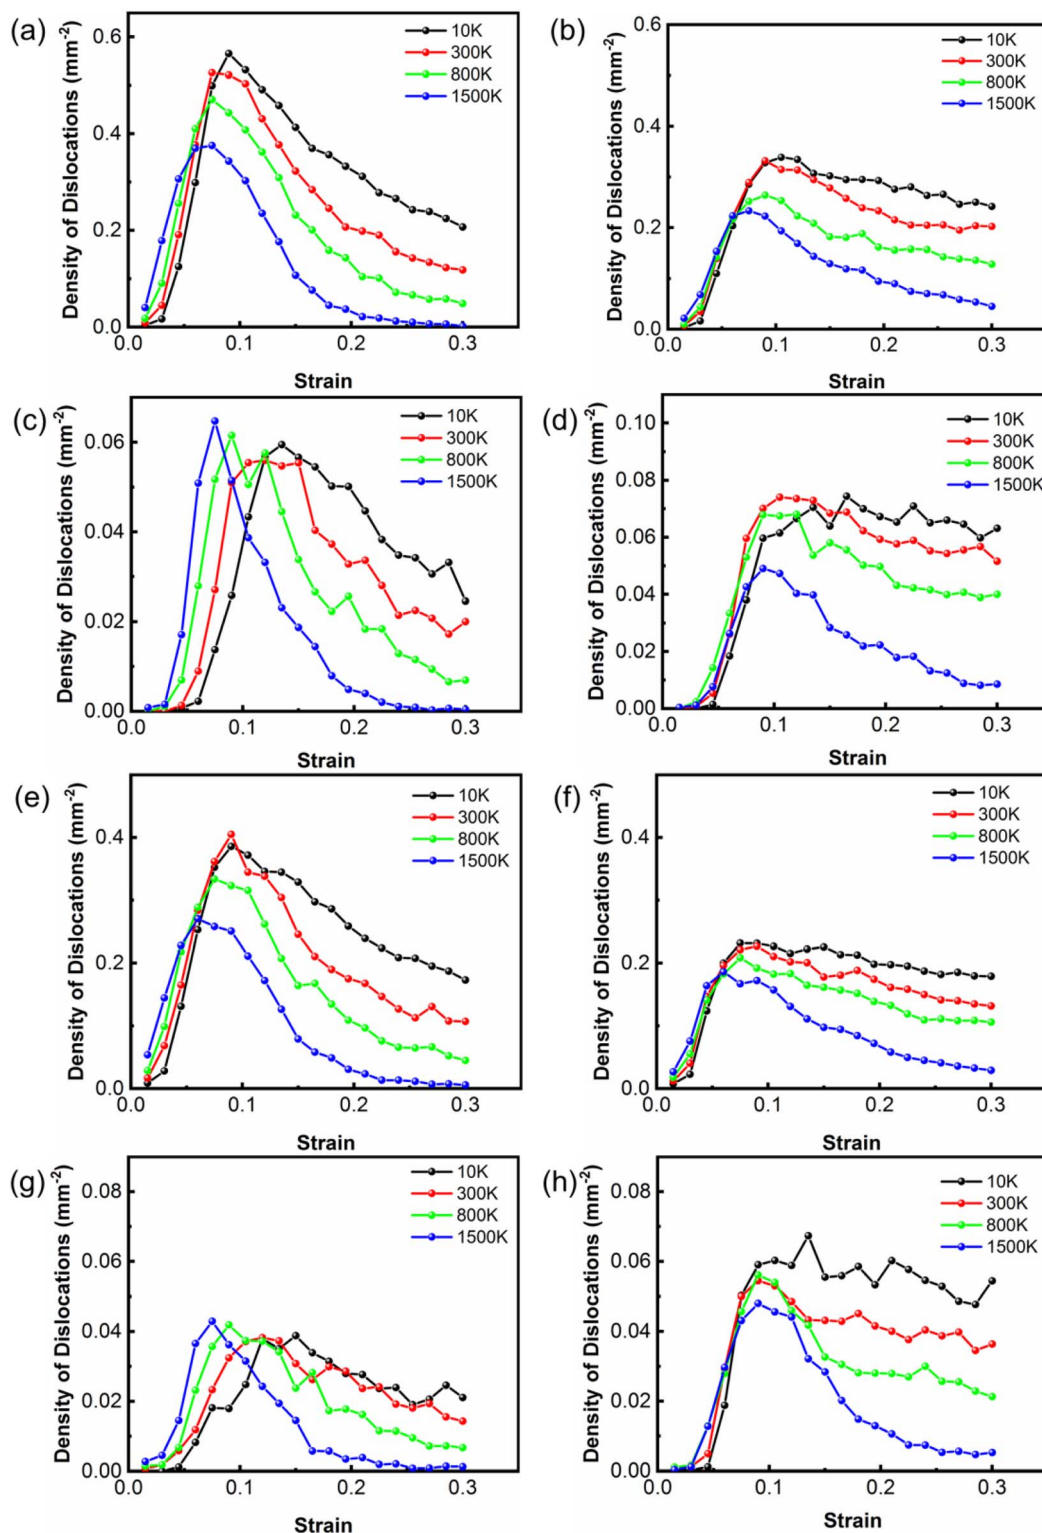 (a)
Density of Dislocations (mm⁻²)
0.6
0.4
0.2
0.0
10K
300K
800K
1500K
0.0 0.1 0.2 0.3
Strain
(b)
Density of Dislocations (mm⁻²)
0.6
0.4
0.2
0.0
10K
300K
800K
1500K
0.0 0.1 0.2 0.3
Strain
(c)
Density of Dislocations (mm⁻²)
0.06
0.04
0.02
0.00
10K
300K
800K
1500K
0.0 0.1 0.2 0.3
Strain
(d)
Density of Dislocations (mm⁻²)
0.10
0.08
0.06
0.04
0.02
0.00
10K
300K
800K
1500K
0.0 0.1 0.2 0.3
Strain
(e)
Density of Dislocations (mm⁻²)
0.4
0.2
0.0
10K
300K
800K
1500K
0.0 0.1 0.2 0.3
Strain
(f)
Density of Dislocations (mm⁻²)
0.4
0.2
0.0
10K
300K
800K
1500K
0.0 0.1 0.2 0.3
Strain
(g)
Density of Dislocations (mm⁻²)
0.08
0.06
0.04
0.02
0.00
10K
300K
800K
1500K
0.0 0.1 0.2 0.3
Strain
(h)
Density of Dislocations (mm⁻²)
0.08
0.06
0.04
0.02
0.00
10K
300K
800K
1500K
0.0 0.1 0.2 0.3
Strain